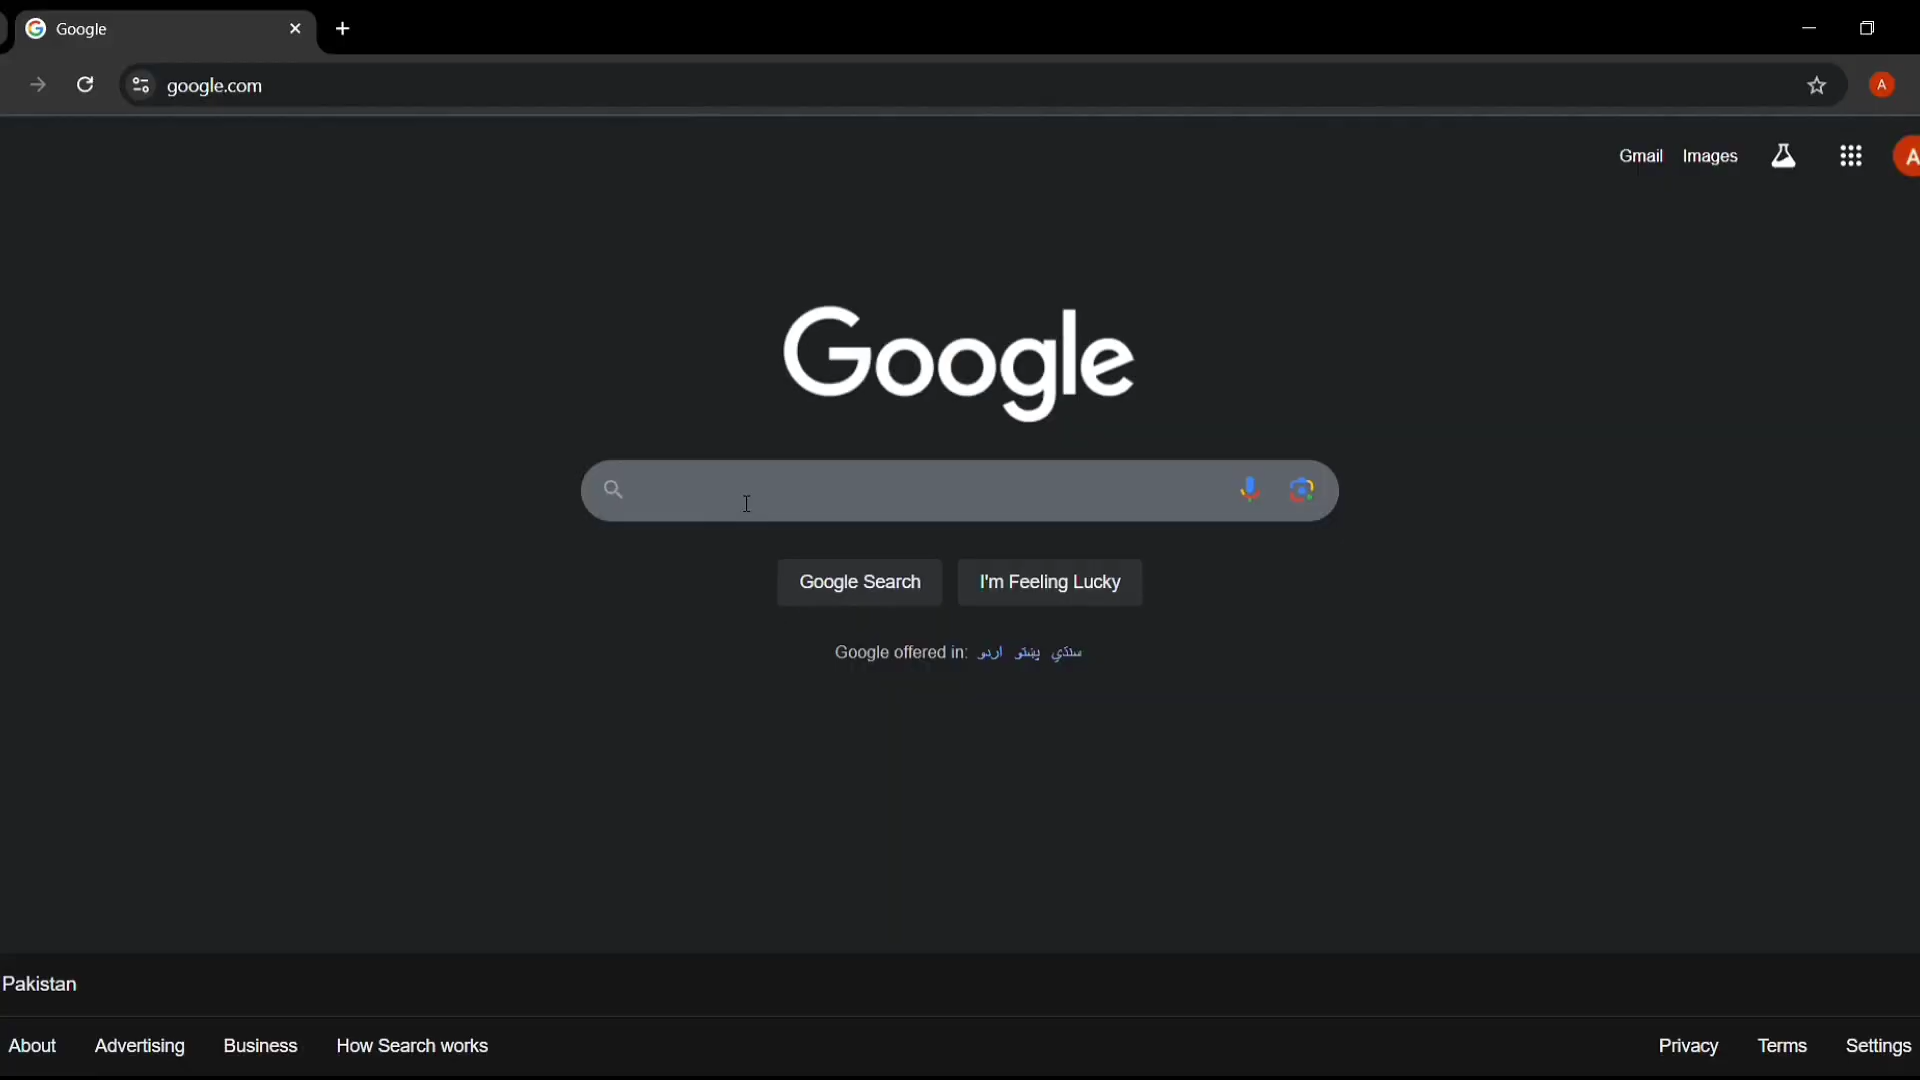 Google
google.com
A
Gmail Images
A
Google
Google Search I'm Feeling Lucky
Google offered in: اردو پښتو سنڌي
Pakistan
About Advertising Business How Search works Privacy Terms Settings